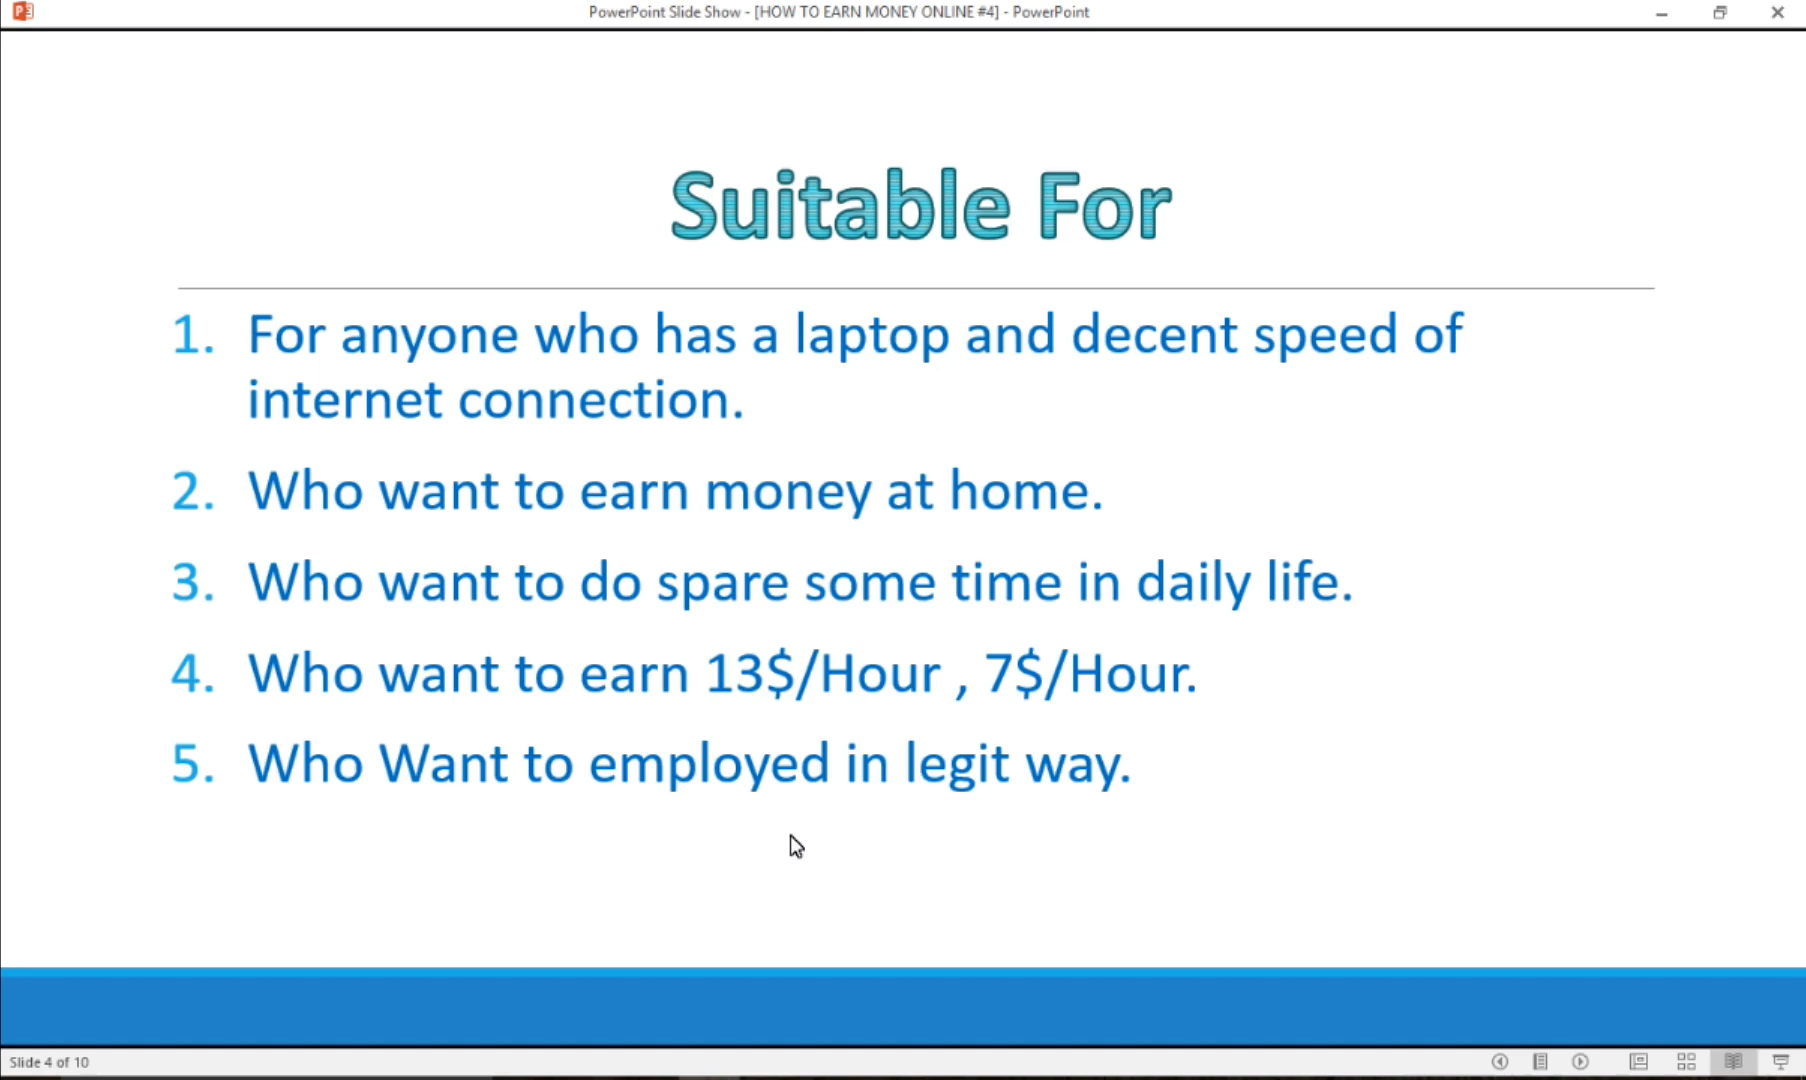 PowerPoint Slide Show - [HOW TO EARN MONEY ONLINE #4] - PowerPoint
Suitable For
1. For anyone who has a laptop and decent speed of
internet connection.
2. Who want to earn money at home.
3. Who want to do spare some time in daily life.
4. Who want to earn 13$/Hour , 7$/Hour.
5. Who Want to employed in legit way.
Slide 4 of 10